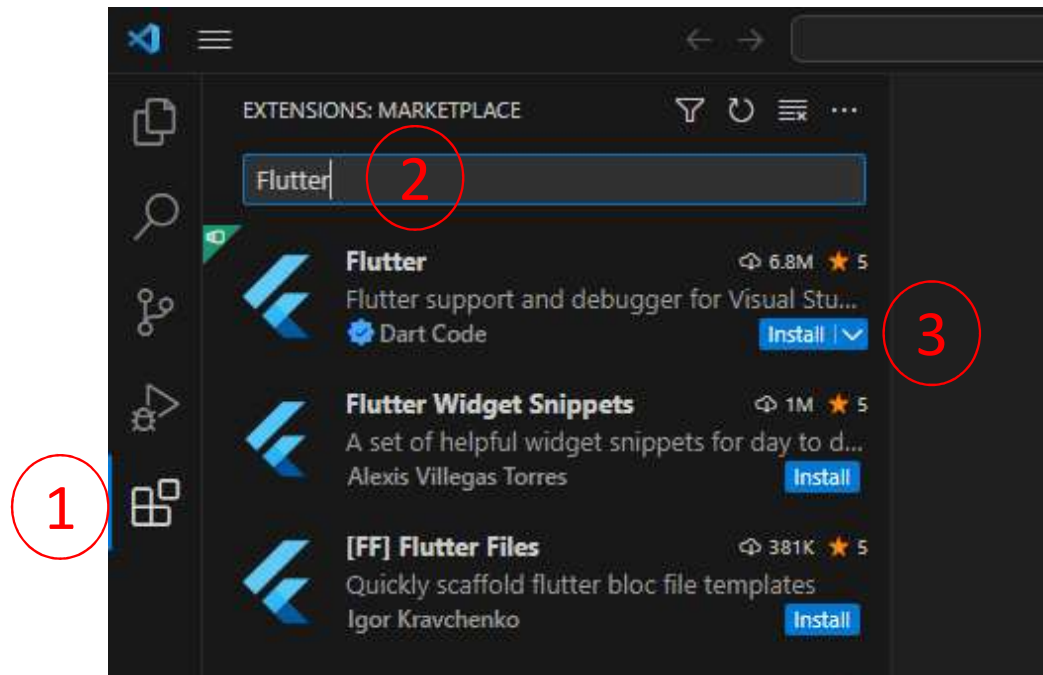 EXTENSIONS: MARKETPLACE
Flutter 2
Flutter 6.8M 5
Flutter support and debugger for Visual Stu...
Dart Code Install 3
Flutter Widget Snippets 1M 5
A set of helpful widget snippets for day to d...
Alexis Villegas Torres Install
1
[FF] Flutter Files 381K 5
Quickly scaffold flutter bloc file templates
Igor Kravchenko Install